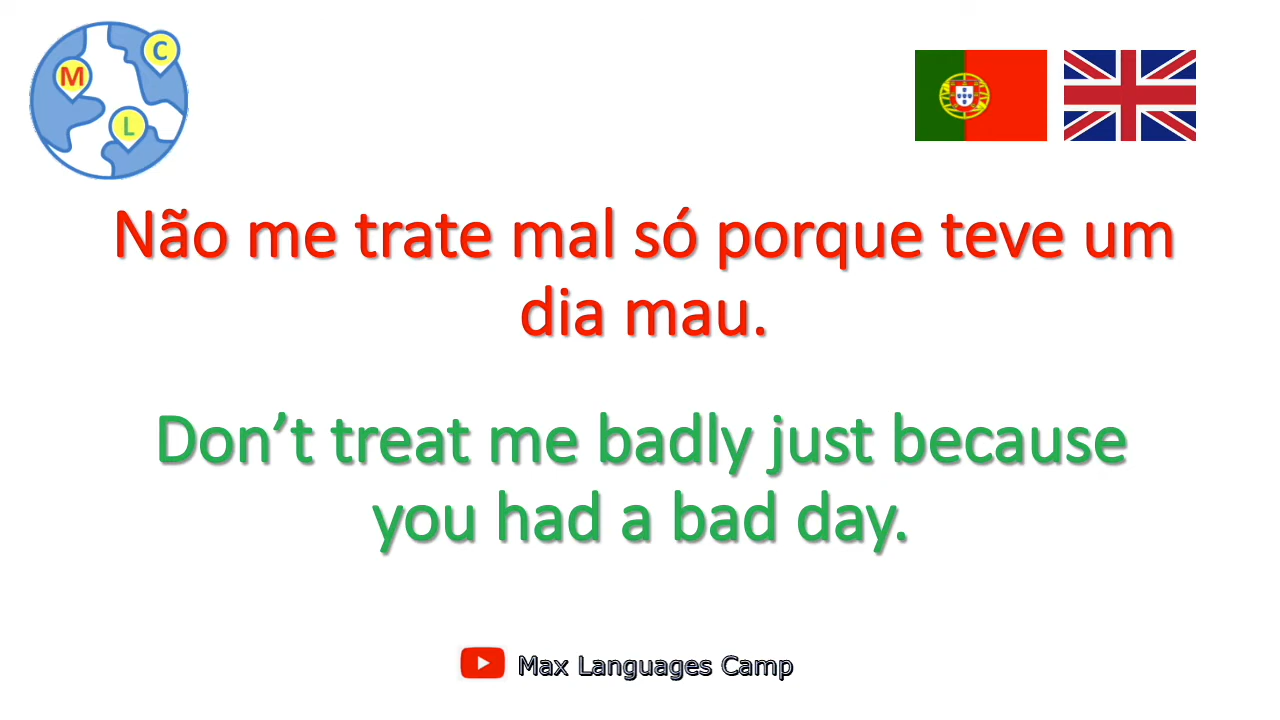 C
M
L
Não me trate mal só porque teve um
dia mau.
Don’t treat me badly just because
you had a bad day.
Max Languages Camp